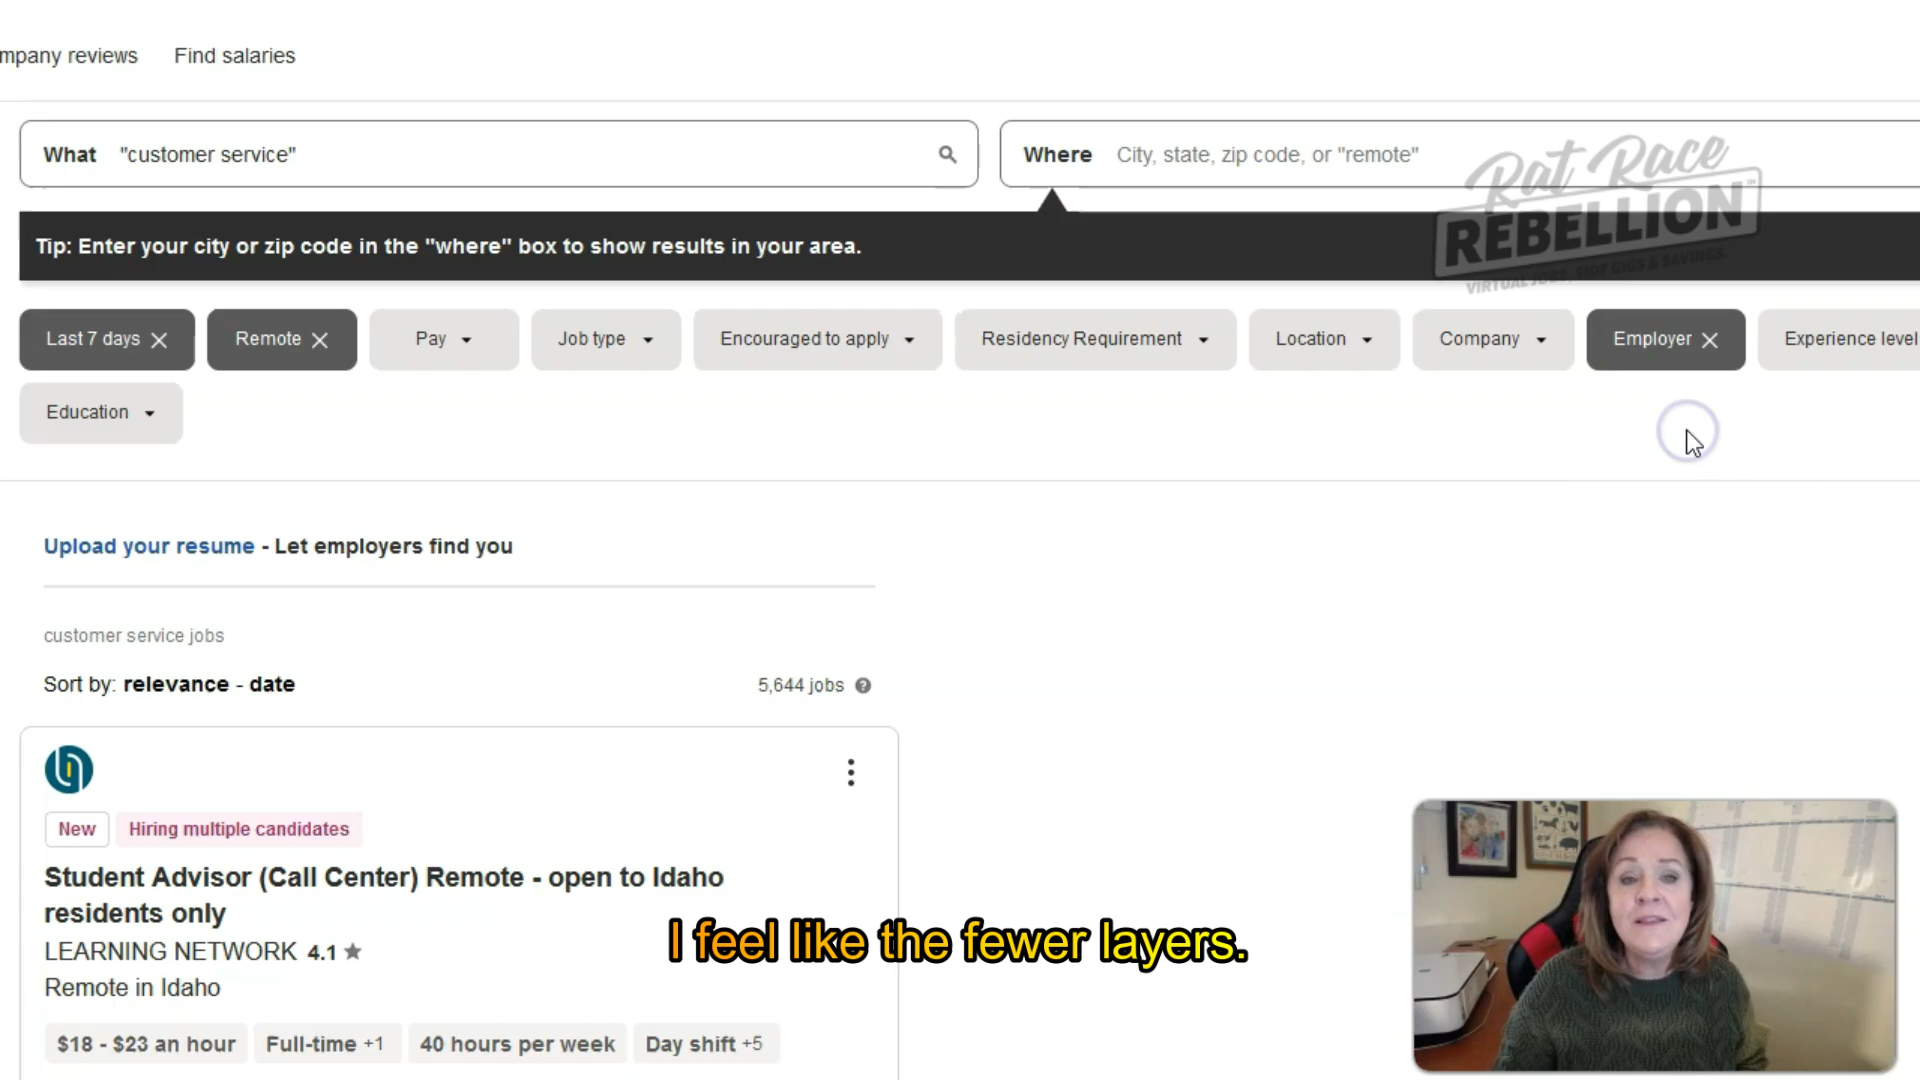 mpany reviews Find salaries
What "customer service" Where City, state, zip code, or "remote"
Rat Race
REBELLION
VIRTUAL JOBS, SIDE GIGS & SAVINGS.
Tip: Enter your city or zip code in the "where" box to show results in your area.
Last 7 days Remote Pay Job type Encouraged to apply Residency Requirement Location Company Employer Experience level
Education
Upload your resume - Let employers find you
customer service jobs
Sort by: relevance - date 5,644 jobs ?
New Hiring multiple candidates
Student Advisor (Call Center) Remote - open to Idaho
residents only
LEARNING NETWORK 4.1
I feel like the fewer layers.
Remote in Idaho
$18 - $23 an hour Full-time +1 40 hours per week Day shift +5